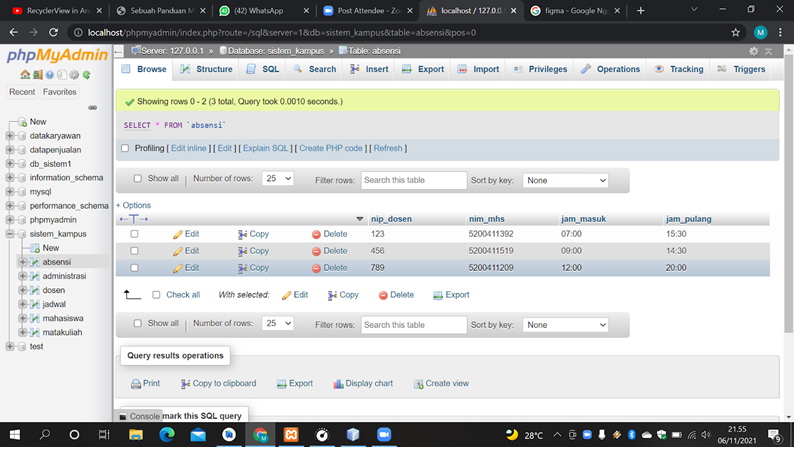 RecyclerView in And
Sebuah Panduan M
(42) WhatsApp
Post Attendee - Zoo
localhost / 127.0.0.
figma - Google Nga
localhost/phpmyadmin/index.php?route=/sql&server=1&db=sistem_kampus&table=absensi&pos=0
M
phpMyAdmin
Recent
Favorites
New
datakaryawan
datapenjualan
db_sistem1
information_schema
mysql
performance_schema
phpmyadmin
sistem_kampus
New
absensi
administrasi
dosen
jadwal
mahasiswa
matakuliah
test
Server: 127.0.0.1 » Database: sistem_kampus » Table: absensi
Browse Structure SQL Search Insert Export Import Privileges Operations Tracking Triggers
Showing rows 0 - 2 (3 total, Query took 0.0010 seconds.)
SELECT * FROM `absensi`
Profiling [ Edit inline ] [ Edit ] [ Explain SQL ] [ Create PHP code ] [ Refresh ]
Show all | Number of rows: 25 Filter rows: Search this table Sort by key: None
+ Options
nip_dosen nim_mhs jam_masuk jam_pulang
Edit Copy Delete 123 5200411392 07:00 15:30
Edit Copy Delete 456 5200411519 09:00 14:30
Edit Copy Delete 789 5200411209 12:00 20:00
Check all With selected: Edit Copy Delete Export
Show all | Number of rows: 25 Filter rows: Search this table Sort by key: None
Query results operations
Print Copy to clipboard Export Display chart Create view
Console
mark this SQL query
28°C
21.55
06/11/2021
9